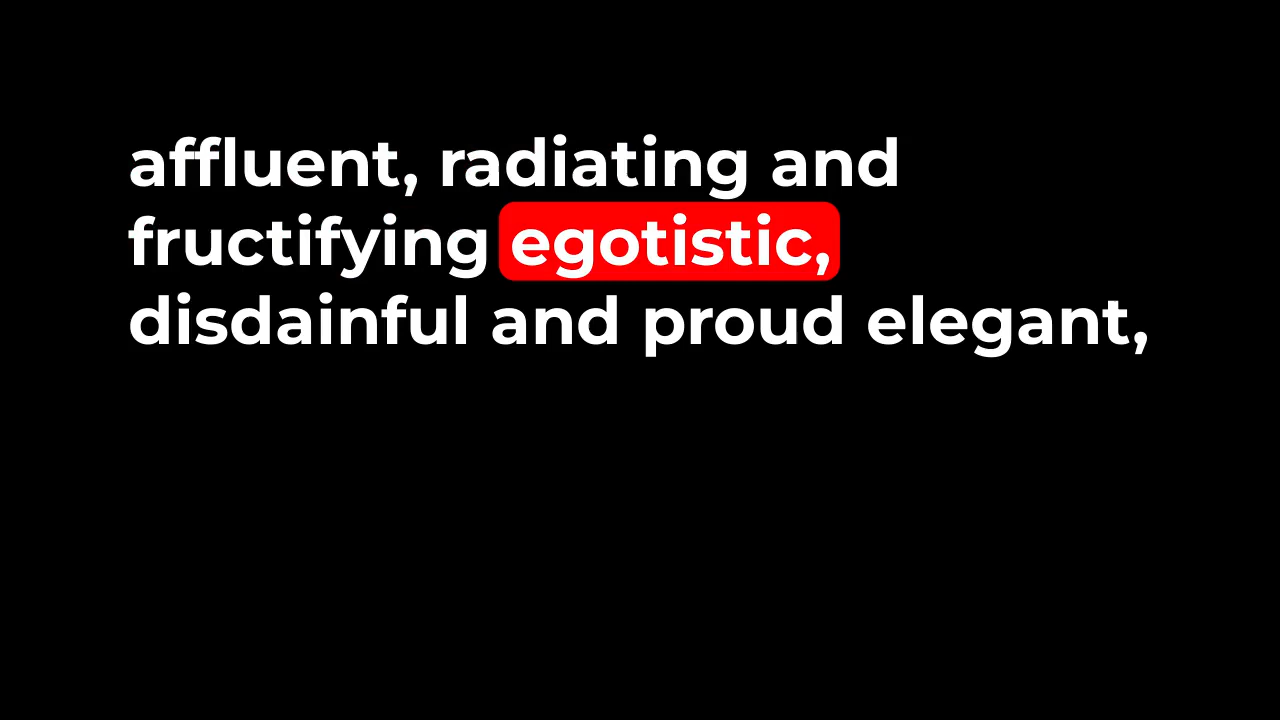 affluent, radiating and
fructifying egotistic,
disdainful and proud elegant,